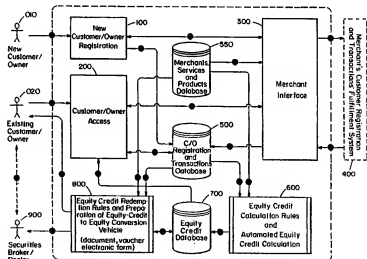 010
New
Customer/
Owner
100
New
Customer/Owner
Registration
300
550
Merchants,
Services
and
Products
Database
Merchant
Interface
Merchant's Customer Registration
and Transactions Fulfillment System
400
020
Existing
Customer/
Owner
200
Customer/Owner
Access
500
C/O
Registration
and
Transactions
Database
800
Equity Credit Redemption
Rules and Prepa-
ration of Equity-Credit
to Equity Conversion
Vehicle
(document, voucher
electronic form)
700
Equity
Credit
Database
600
Equity Credit
Calculation Rules
and Automated Equity
Credit Calculation
900
Securities
Broker/